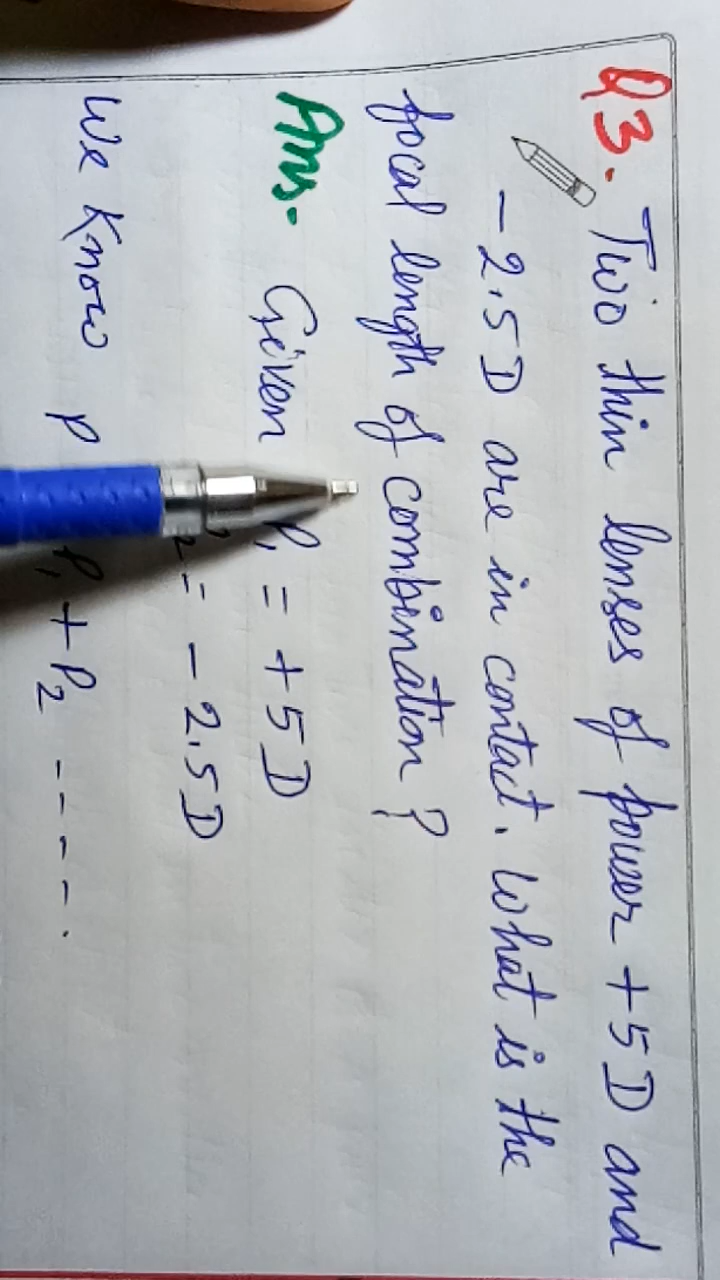 Q3. Two thin lenses of power +5D and
-2.5D are in contact. What is the
focal length of combination?
Ans. Given P₁ = +5D
₂ = -2.5D
We Know P P₁ + P₂ ----.